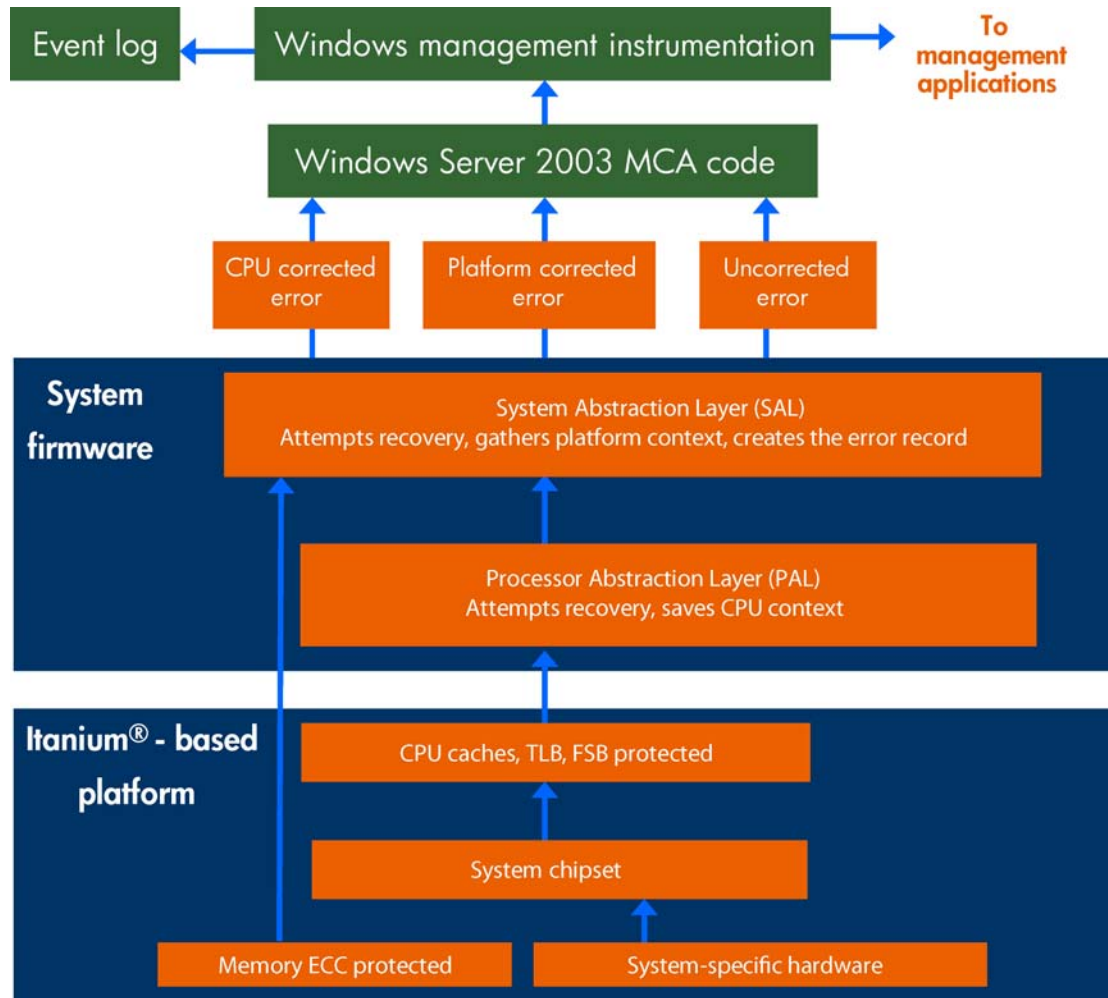 Event log
Windows management instrumentation
To
management
applications
Windows Server 2003 MCA code
CPU corrected
error
Platform corrected
error
Uncorrected
error
System
firmware
System Abstraction Layer (SAL)
Attempts recovery, gathers platform context, creates the error record
Processor Abstraction Layer (PAL)
Attempts recovery, saves CPU context
Itanium® - based
platform
CPU caches, TLB, FSB protected
System chipset
Memory ECC protected
System-specific hardware